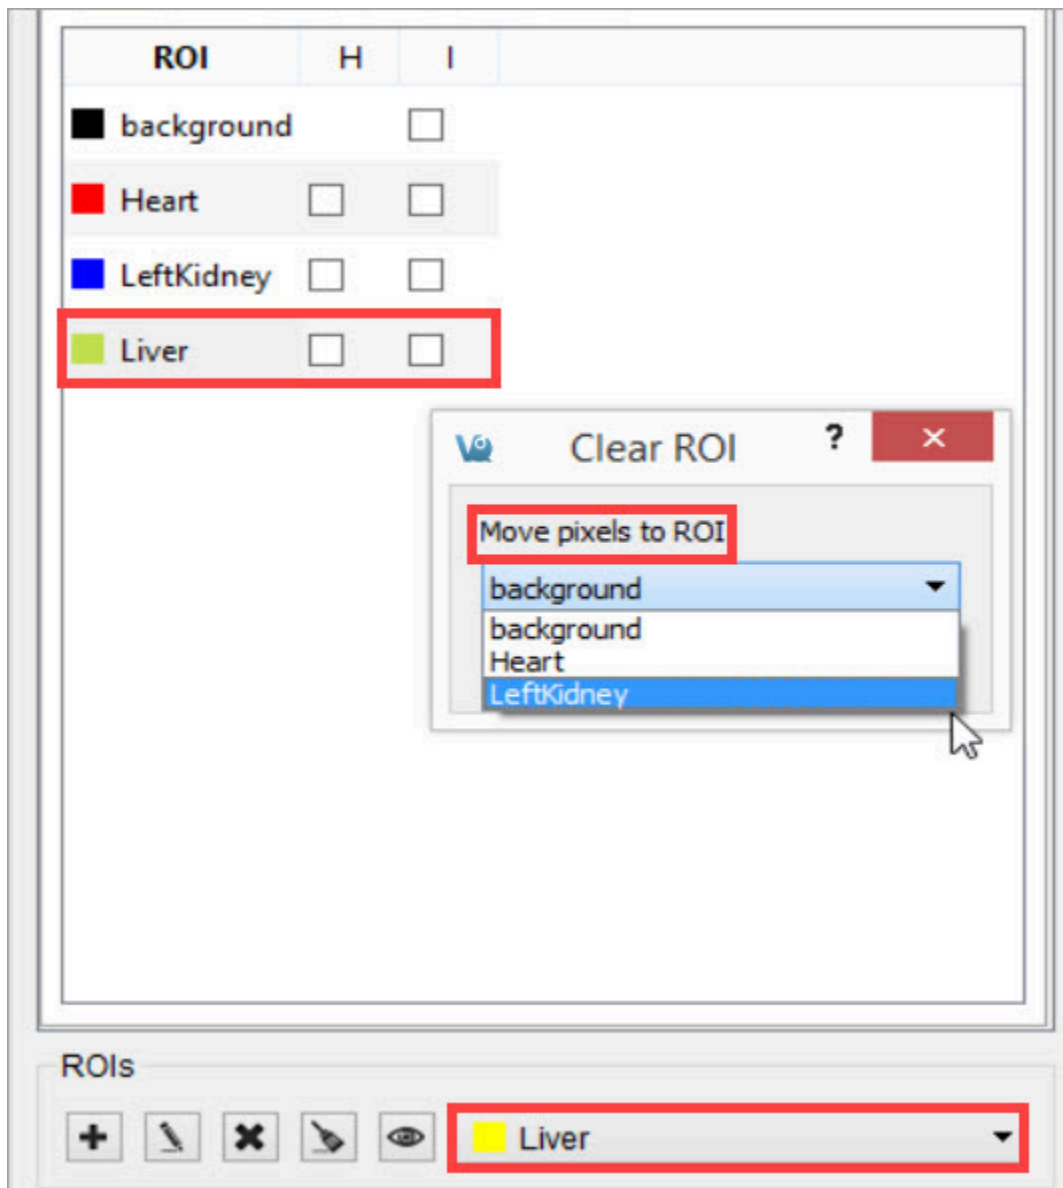 ROI H I
background
Heart
LeftKidney
Liver
Clear ROI ?
Move pixels to ROI
background
background
Heart
LeftKidney
ROIs
Liver